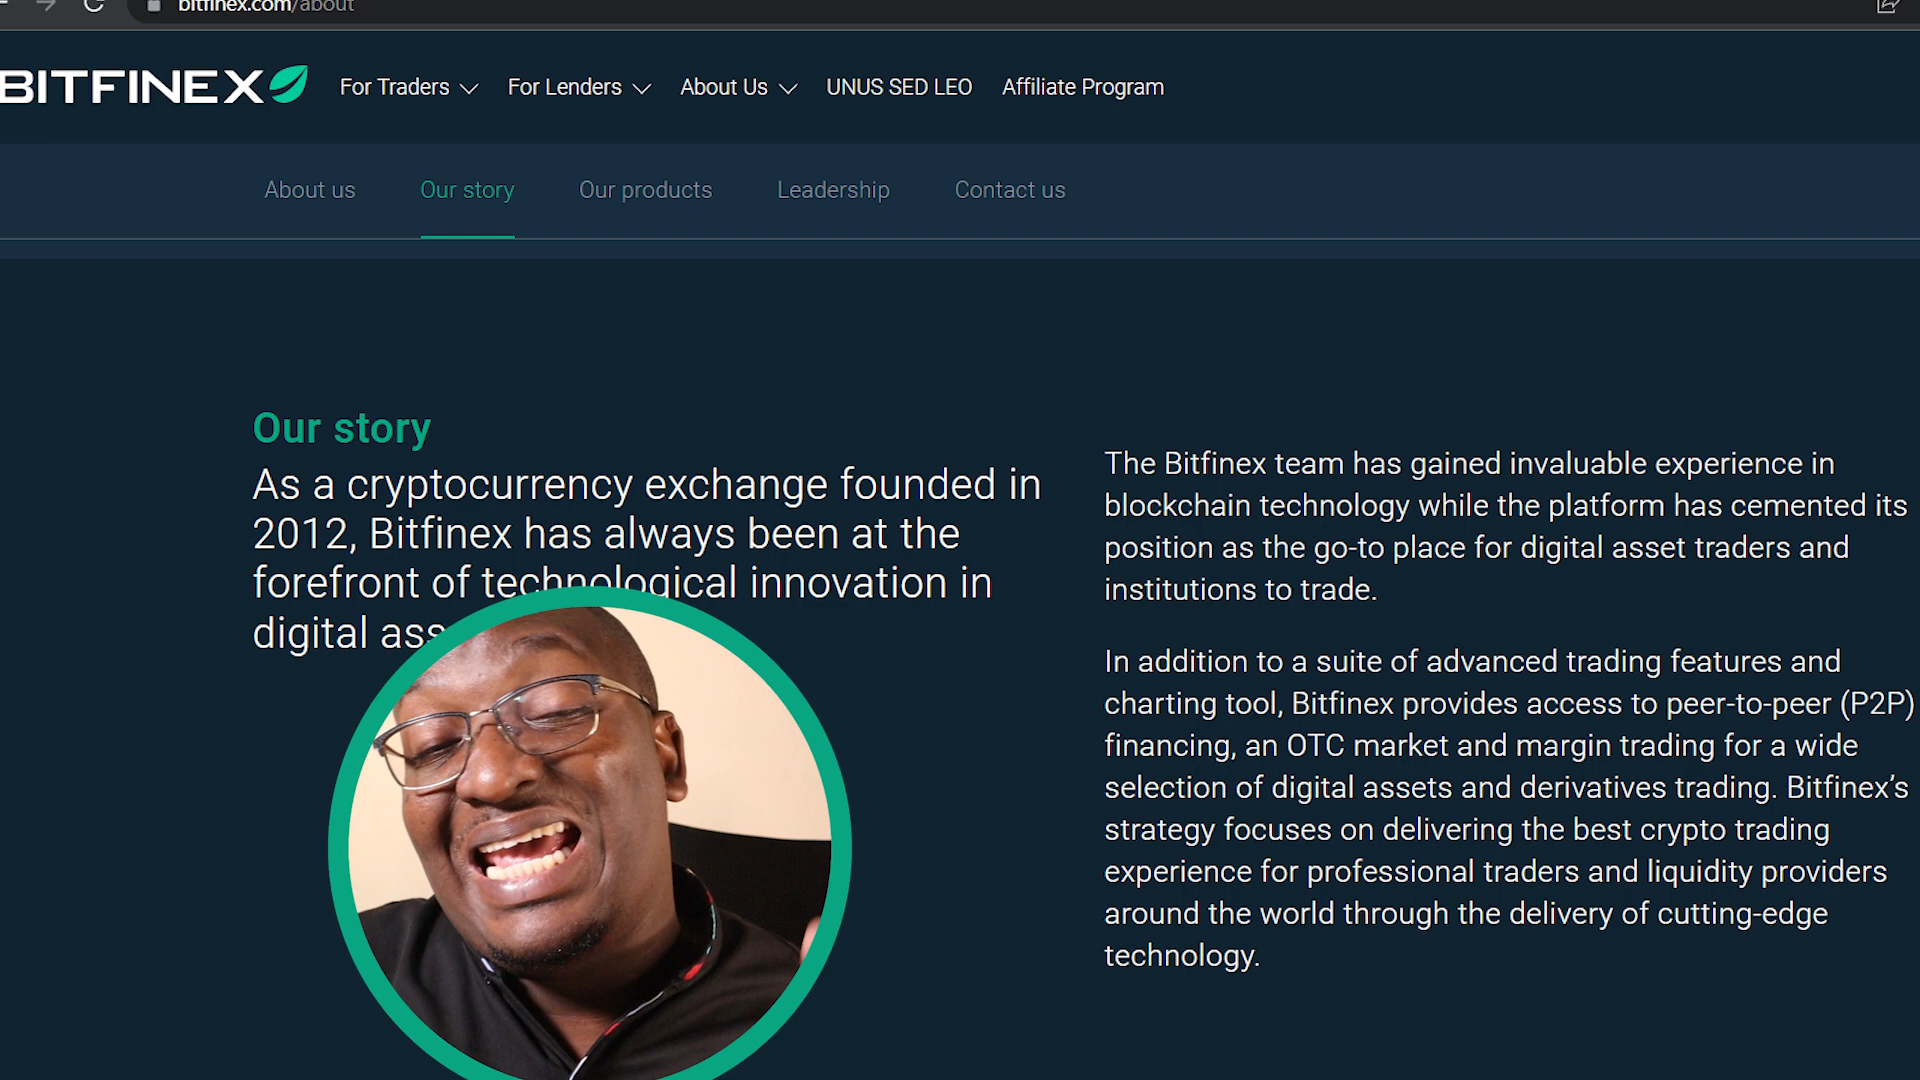 bitfinex.com/about
BITFINEX
For Traders
For Lenders
About Us
UNUS SED LEO
Affiliate Program
About us
Our story
Our products
Leadership
Contact us
Our story
As a cryptocurrency exchange founded in
2012, Bitfinex has always been at the
forefront of technological innovation in
digital
The Bitfinex team has gained invaluable experience in
blockchain technology while the platform has cemented its
position as the go-to place for digital asset traders and
institutions to trade.
In addition to a suite of advanced trading features and
charting tool, Bitfinex provides access to peer-to-peer (P2P)
financing, an OTC market and margin trading for a wide
selection of digital assets and derivatives trading. Bitfinex’s
strategy focuses on delivering the best crypto trading
experience for professional traders and liquidity providers
around the world through the delivery of cutting-edge
technology.